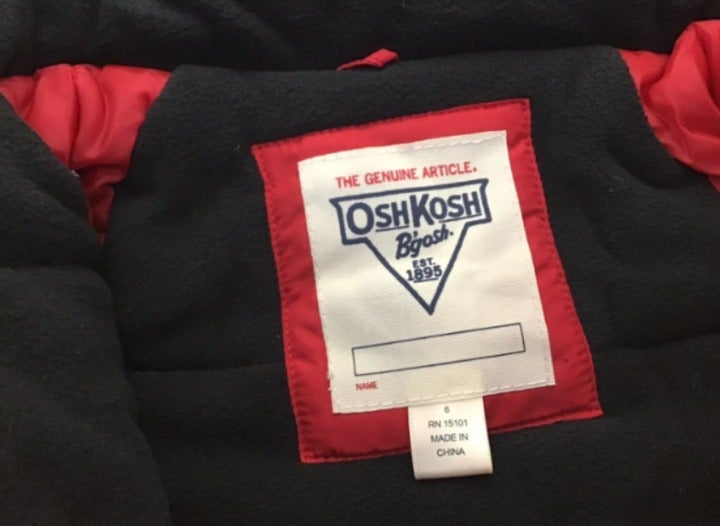 THE GENUINE ARTICLE.
OSHKOSH
B'gosh.
EST.
1895
NAME
6
RN 15101
MADE IN
CHINA